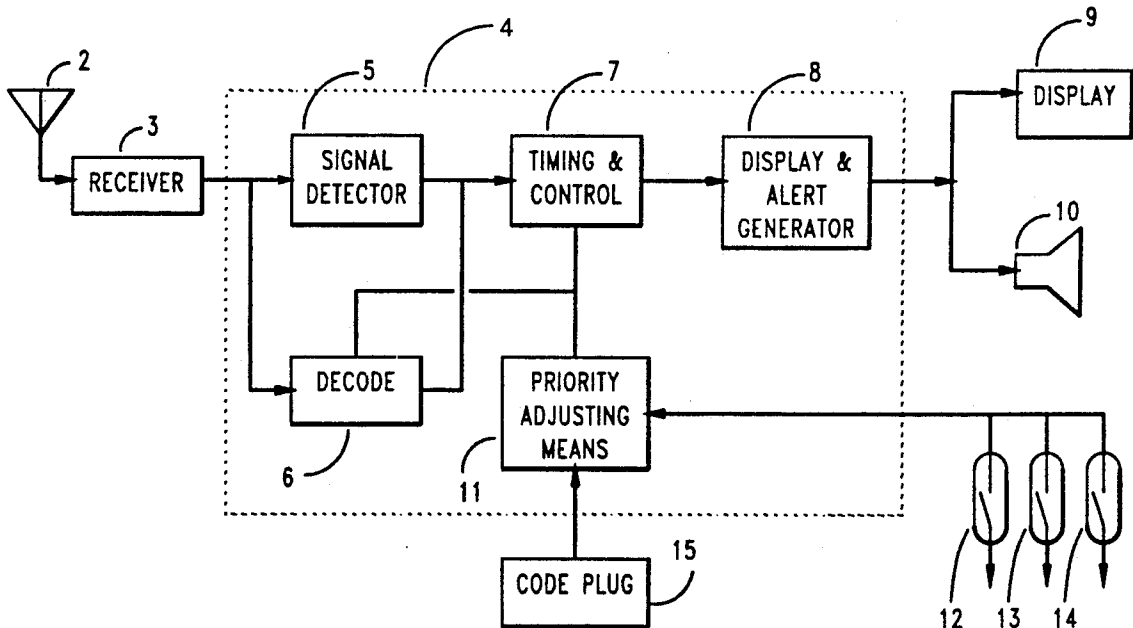 4
9
2
5
7
8
DISPLAY
3
SIGNAL
DETECTOR
TIMING &
CONTROL
DISPLAY &
ALERT
GENERATOR
RECEIVER
10
DECODE
PRIORITY
ADJUSTING
MEANS
6
11
CODE PLUG
15
12
13
14